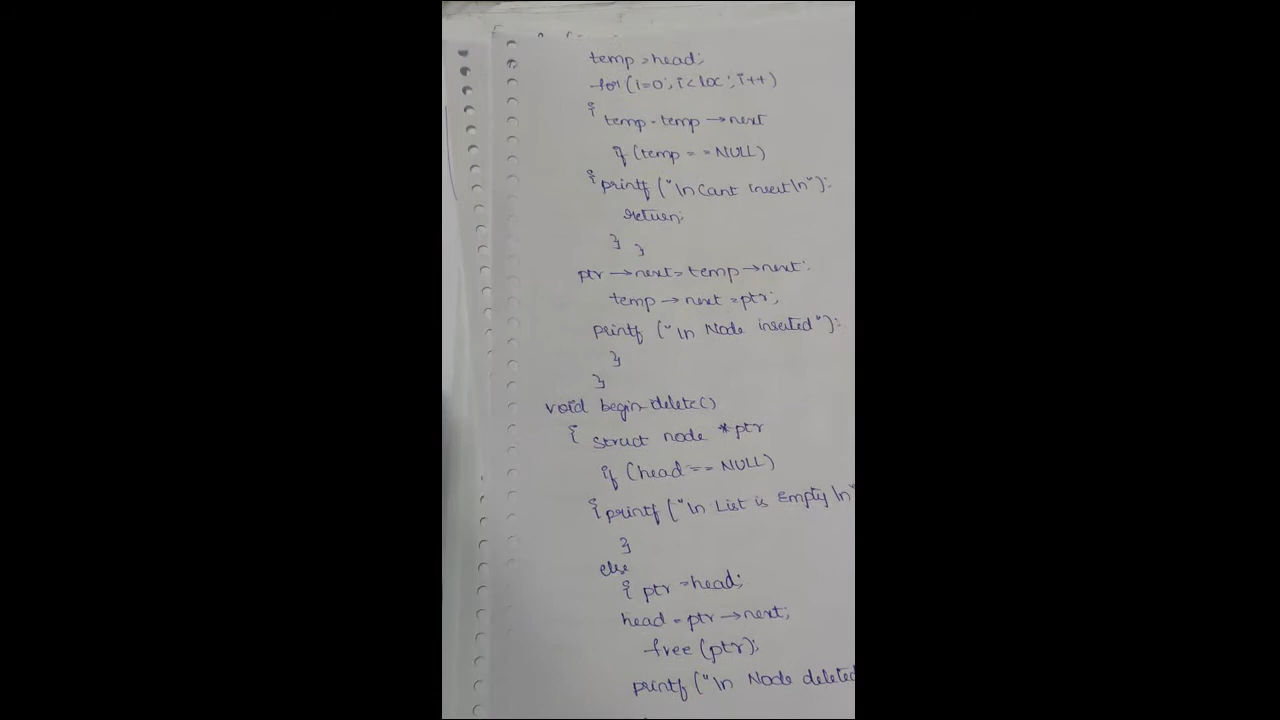 temp=head;
for(i=0;i<loc;i++)
{
temp=temp→next
if(temp==NULL)
{printf("\n Cant insert\n");
return;
} }
ptr→next=temp→next;
temp→next=ptr;
printf("\n Node inserted");
}
}
void begin-delete()
{ struct node *ptr
if(head==NULL)
{printf("\n List is Empty\n"
}
else
{ ptr=head;
head=ptr→next;
free(ptr);
printf("\n Node deleted